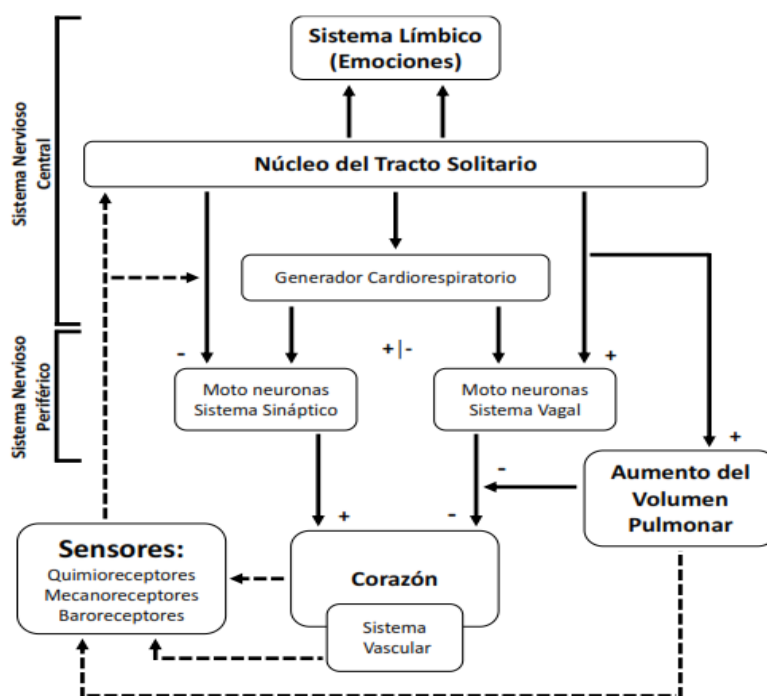 Sistema Límbico
(Emociones)
Sistema Nervioso
Central
Núcleo del Tracto Solitario
Generador Cardiorespiratorio
Sistema Nervioso
Periférico
-
+|-
+
Moto neuronas
Sistema Sináptico
Moto neuronas
Sistema Vagal
+
-
Aumento del
Volumen
Pulmonar
+
-
Sensores:
Quimioreceptores
Mecanoreceptores
Baroreceptores
Corazón
Sistema
Vascular